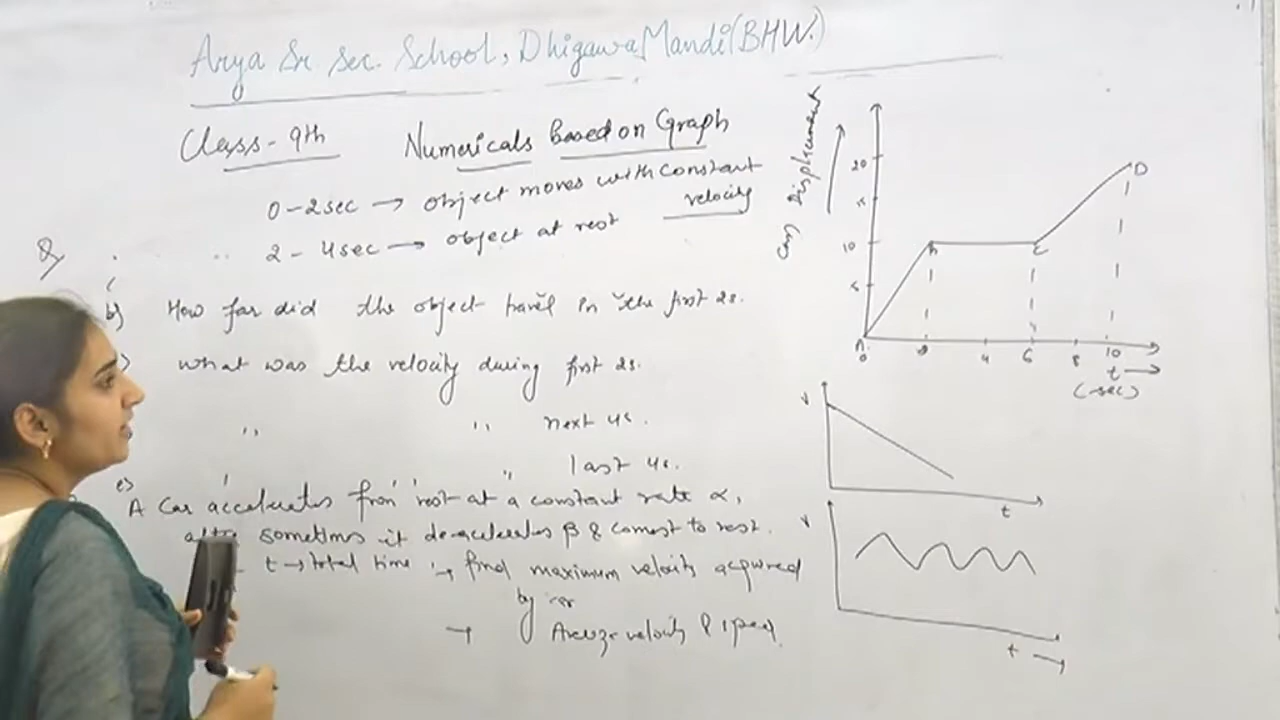 Arya Sr. Sec. School, Dhigawa Mandi (BHW.)
Class - 9th Numericals based on Graph
0-2sec → object moves with constant velocity
2 - 4sec → object at rest
Q
b) How far did the object travel in the first 2s.
what was the velocity during first 2s.
" " next 4s.
" last 4s.
e)
A Car accelerates from rest at a constant rate α,
after sometimes it de-accelerates β & comest to rest.
t → total time → find maximum velocity acquired
by car
→ velocity & speed
Displacement
20
10
5
A
C
D
0
4 6 8 10
t →
(sec)
v
t
v
t →